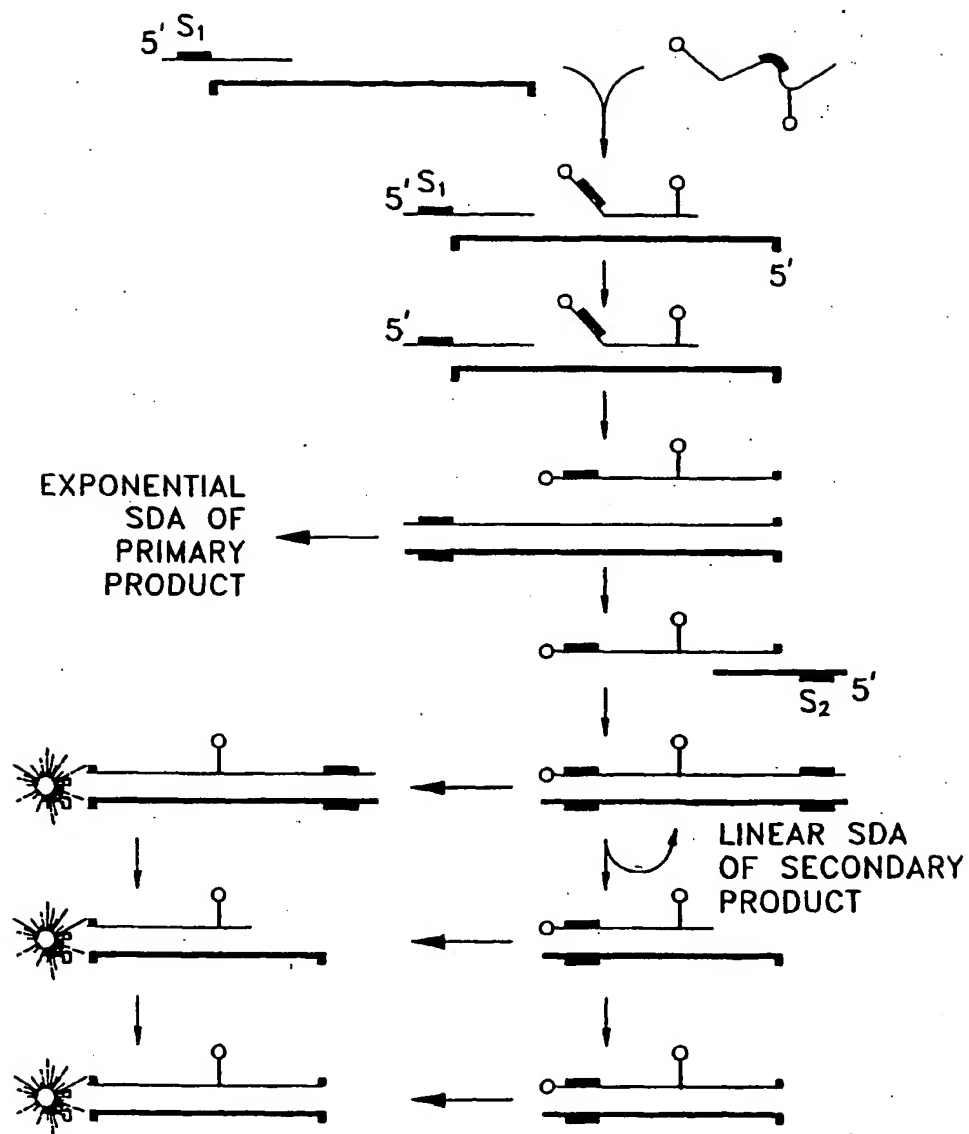 5' S1
5' S1
5'
5'
EXPONENTIAL
SDA OF
PRIMARY
PRODUCT
S2 5'
LINEAR SDA
OF SECONDARY
PRODUCT